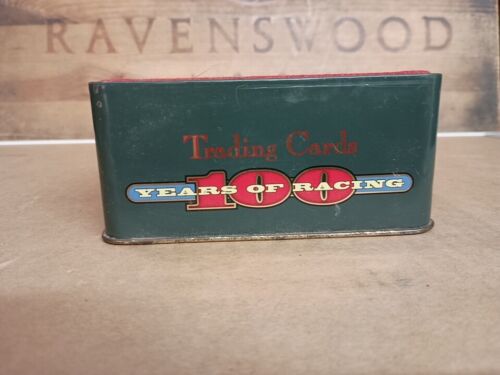 RAVENSWOOD
Trading Cards
100
YEARS OF RACING